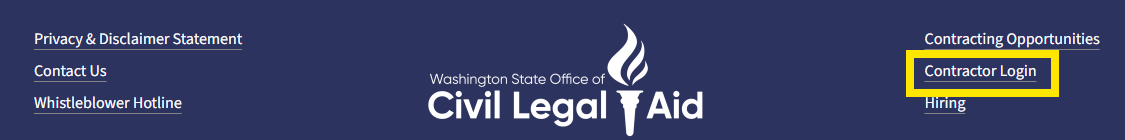 Privacy & Disclaimer Statement
Contact Us
Whistleblower Hotline
Washington State Office of
Civil Legal Aid
Contracting Opportunities
Contractor Login
Hiring